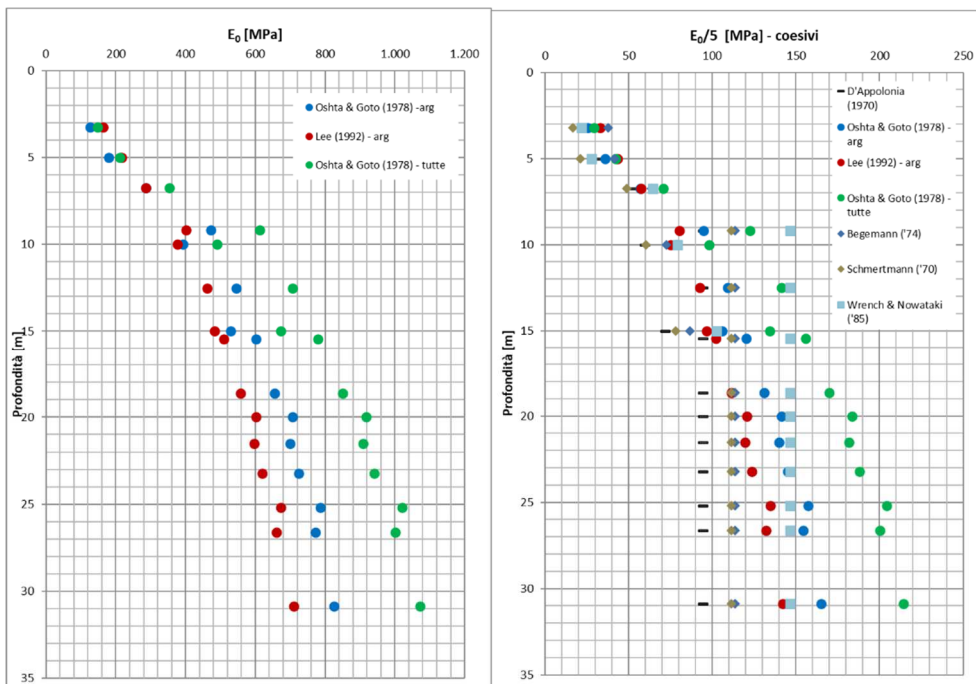 E0 [MPa]
0 200 400 600 800 1.000 1.200
0
5
10
15
20
25
30
35
Profondità [m]
Oshta & Goto (1978) -arg
Lee (1992) - arg
Oshta & Goto (1978) - tutte
E0/5 [MPa] - coesivi
0 50 100 150 200 250
0
5
10
15
20
25
30
35
Profondità [m]
D'Appolonia
(1970)
Oshta & Goto (1978) -
arg
Lee (1992) - arg
Oshta & Goto (1978) -
tutte
Begemann ('74)
Schmertmann ('70)
Wrench & Nowataki
('85)